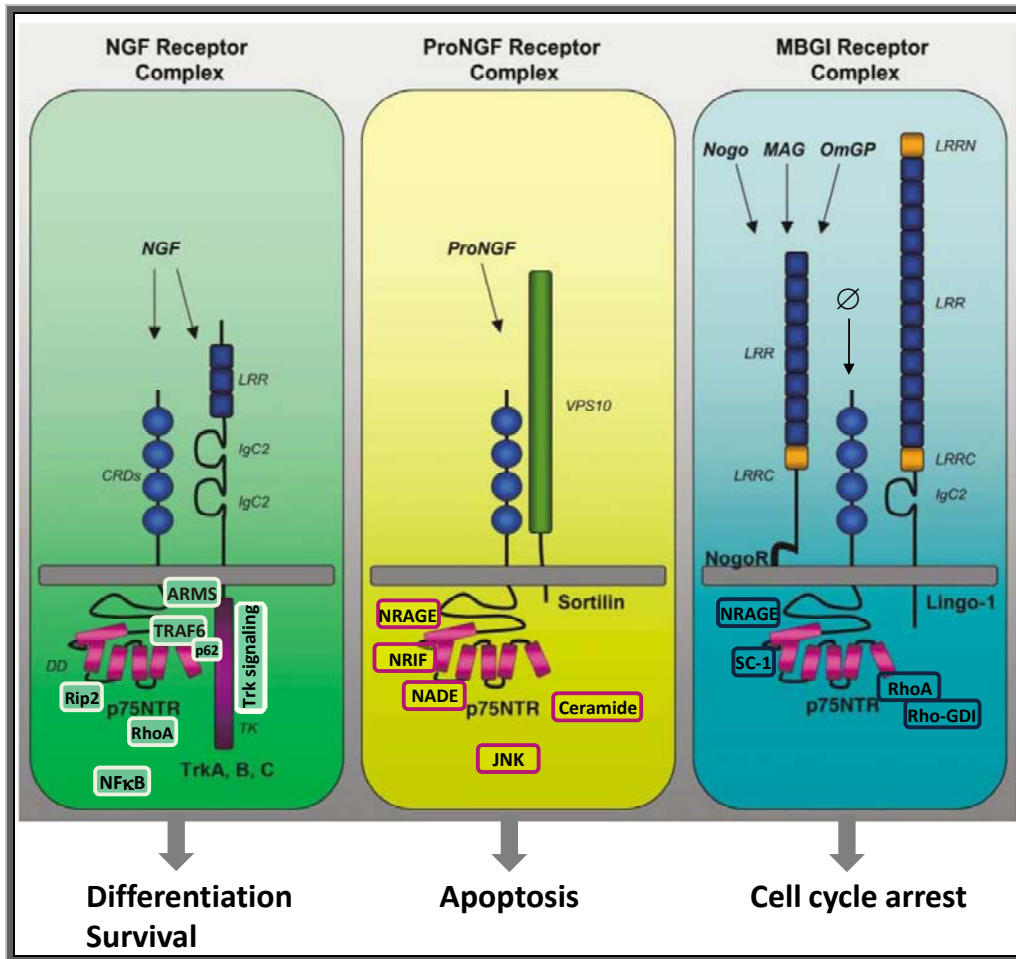 NGF Receptor
Complex
NGF
LRR
IgC2
CRDs
IgC2
ARMS
TRAF6
p62
Trk signaling
DD
Rip2
p75NTR
RhoA
TK
TrkA, B, C
NFκB
Differentiation
Survival
ProNGF Receptor
Complex
ProNGF
VPS10
Sortilin
NRAGE
NRIF
NADE
p75NTR
Ceramide
JNK
Apoptosis
MBGI Receptor
Complex
Nogo MAG OmGP
LRRN
∅
LRR
LRR
LRRC
LRRC
IgC2
NogoR
Lingo-1
NRAGE
SC-1
p75NTR
RhoA
Rho-GDI
Cell cycle arrest